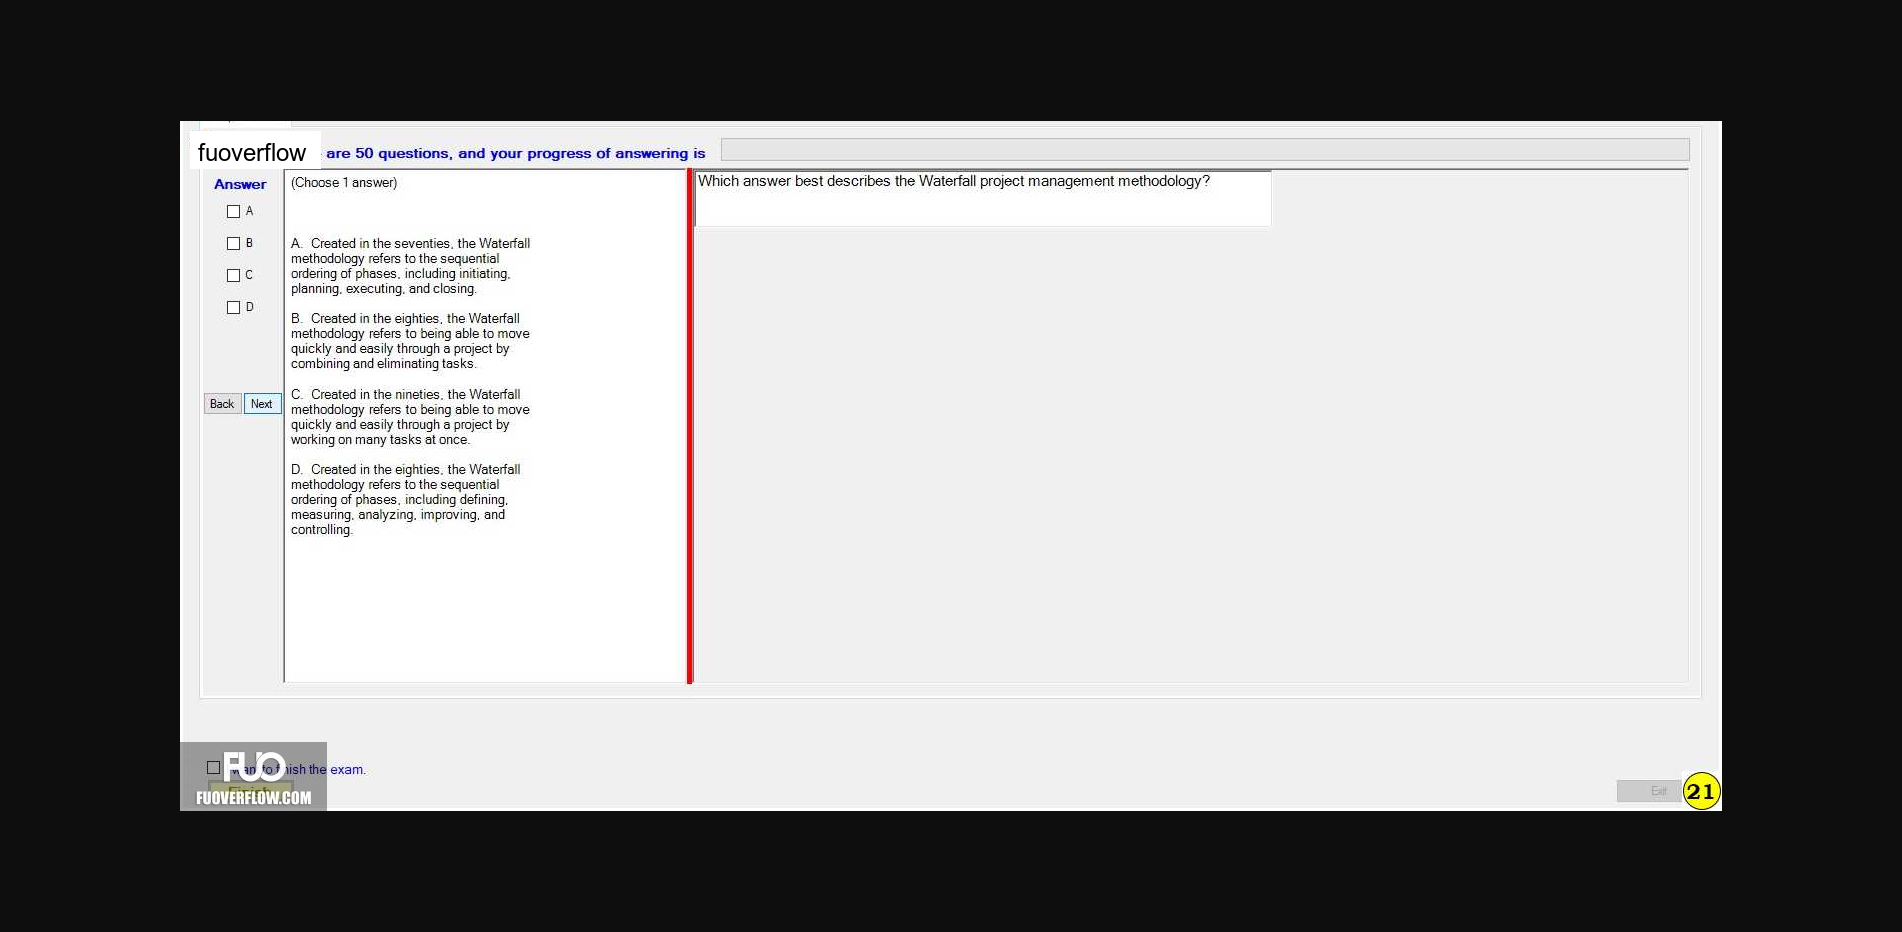 fuoverflow are 50 questions, and your progress of answering is
Answer
A
B
C
D
Back Next
(Choose 1 answer)
A. Created in the seventies, the Waterfall
methodology refers to the sequential
ordering of phases, including initiating,
planning, executing, and closing.
B. Created in the eighties, the Waterfall
methodology refers to being able to move
quickly and easily through a project by
combining and eliminating tasks.
C. Created in the nineties, the Waterfall
methodology refers to being able to move
quickly and easily through a project by
working on many tasks at once.
D. Created in the eighties, the Waterfall
methodology refers to the sequential
ordering of phases, including defining,
measuring, analyzing, improving, and
controlling.
Which answer best describes the Waterfall project management methodology?
FUO
want to finish the exam.
Finish
FUOVERFLOW.COM
Exit
21